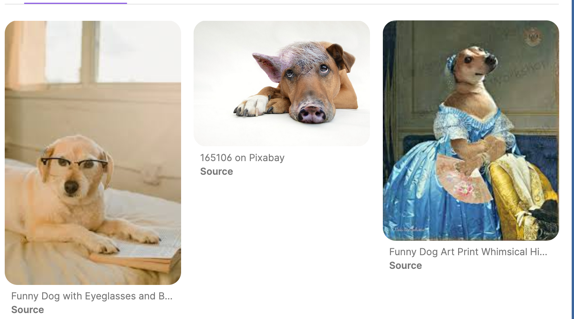 Funny Dog with Eyeglasses and B...
Source
165106 on Pixabay
Source
Funny Dog Art Print Whimsical Hi...
Source